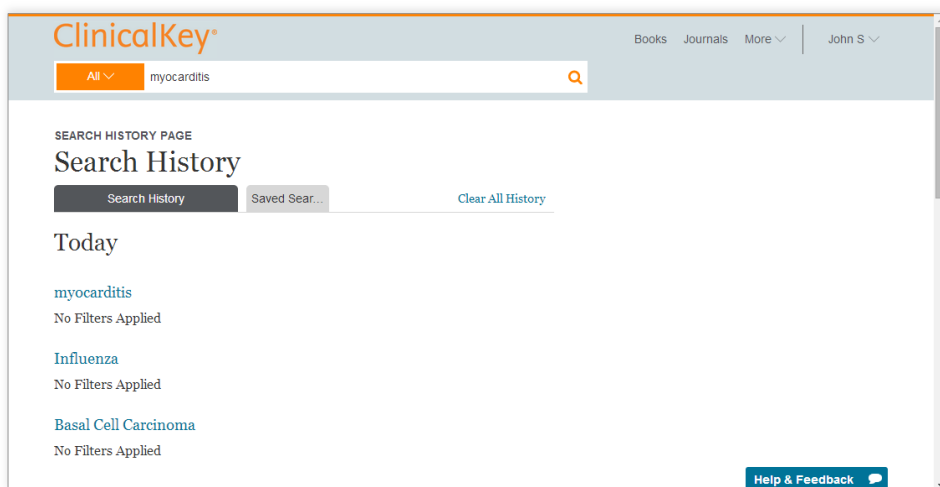 ClinicalKey®
Books Journals More John S
All myocarditis
SEARCH HISTORY PAGE
Search History
Search History Saved Sear... Clear All History
Today
myocarditis
No Filters Applied
Influenza
No Filters Applied
Basal Cell Carcinoma
No Filters Applied
Help & Feedback